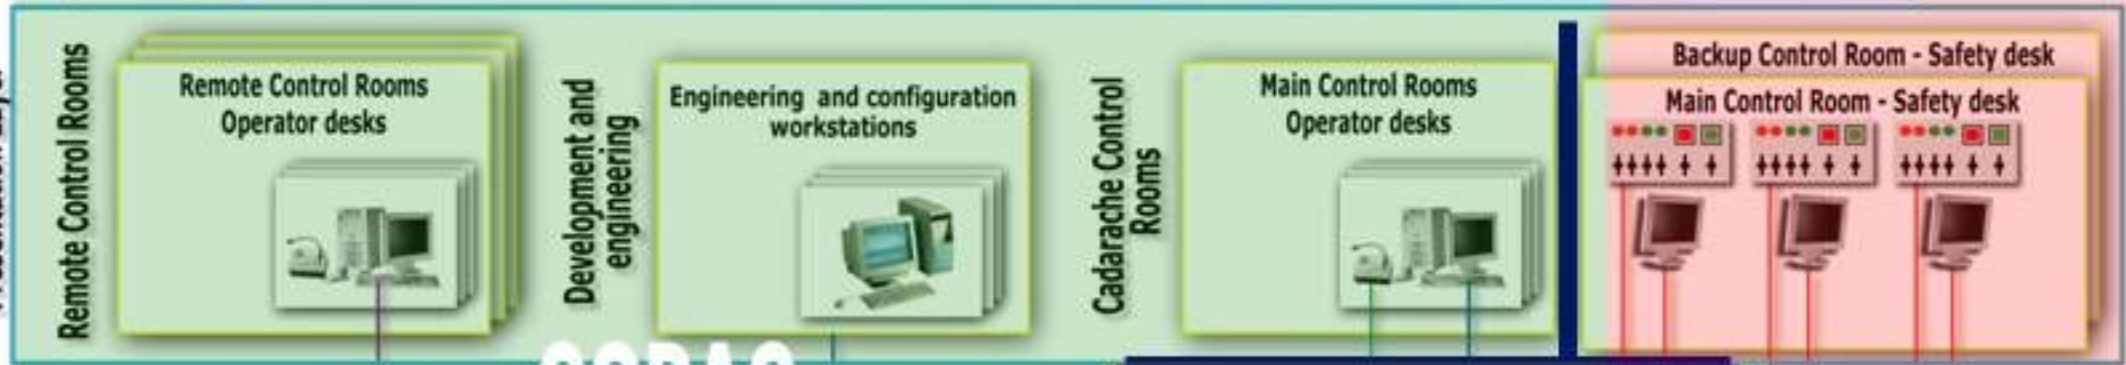 Remote Control Rooms
Remote Control Rooms
Operator desks
Development and
engineering
Engineering and configuration
workstations
Cadarache Control
Rooms
Main Control Rooms
Operator desks
Backup Control Room - Safety desk
Main Control Room - Safety desk